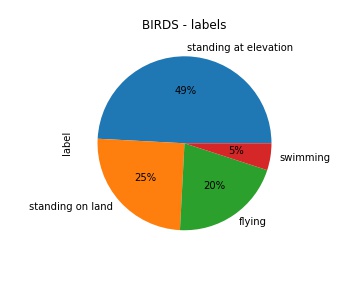 BIRDS - labels
standing at elevation
49%
label
5%
swimming
25%
20%
standing on land
flying